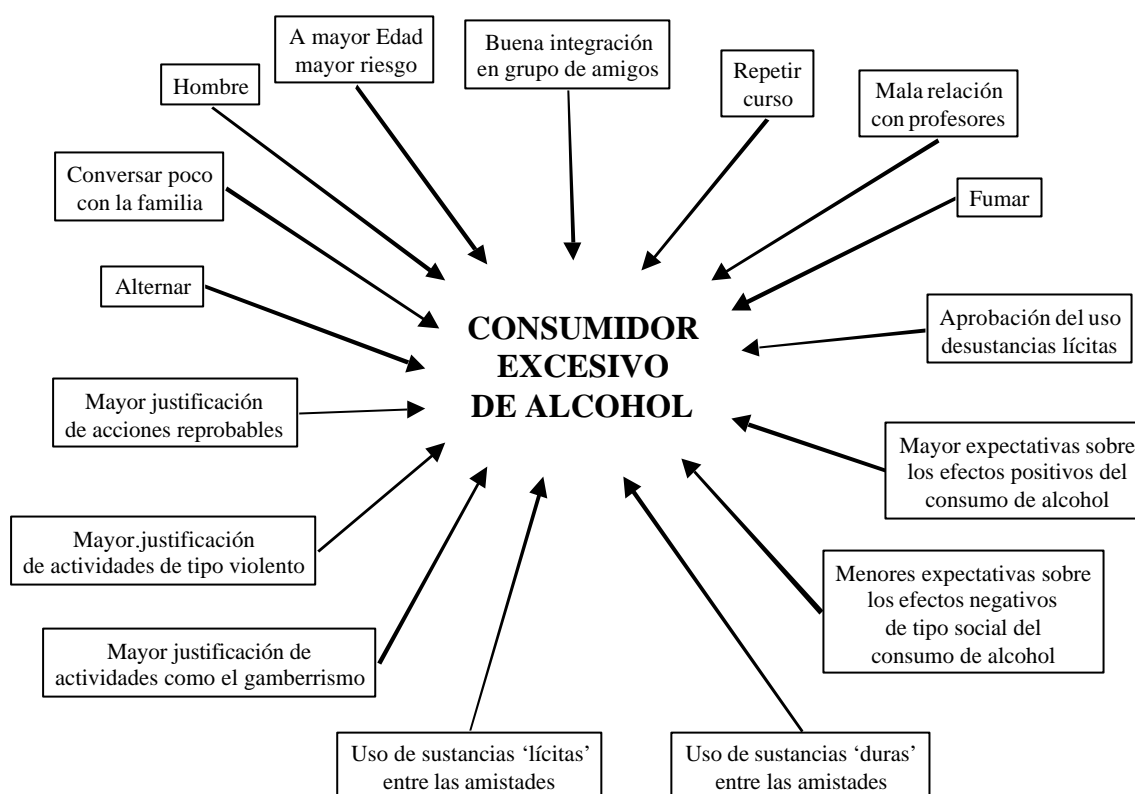 A mayor Edad
mayor riesgo
Buena integración
en grupo de amigos
Repetir
curso
Hombre
Mala relación
con profesores
Conversar poco
con la familia
Fumar
Alternar
CONSUMIDOR
EXCESIVO
DE ALCOHOL
Aprobación del uso
desustancias lícitas
Mayor justificación
de acciones reprobables
Mayor expectativas sobre
los efectos positivos del
consumo de alcohol
Mayor.justificación
de actividades de tipo violento
Menores expectativas sobre
los efectos negativos
de tipo social del
consumo de alcohol
Mayor justificación de
actividades como el gamberrismo
Uso de sustancias ‘lícitas’
entre las amistades
Uso de sustancias ‘duras’
entre las amistades